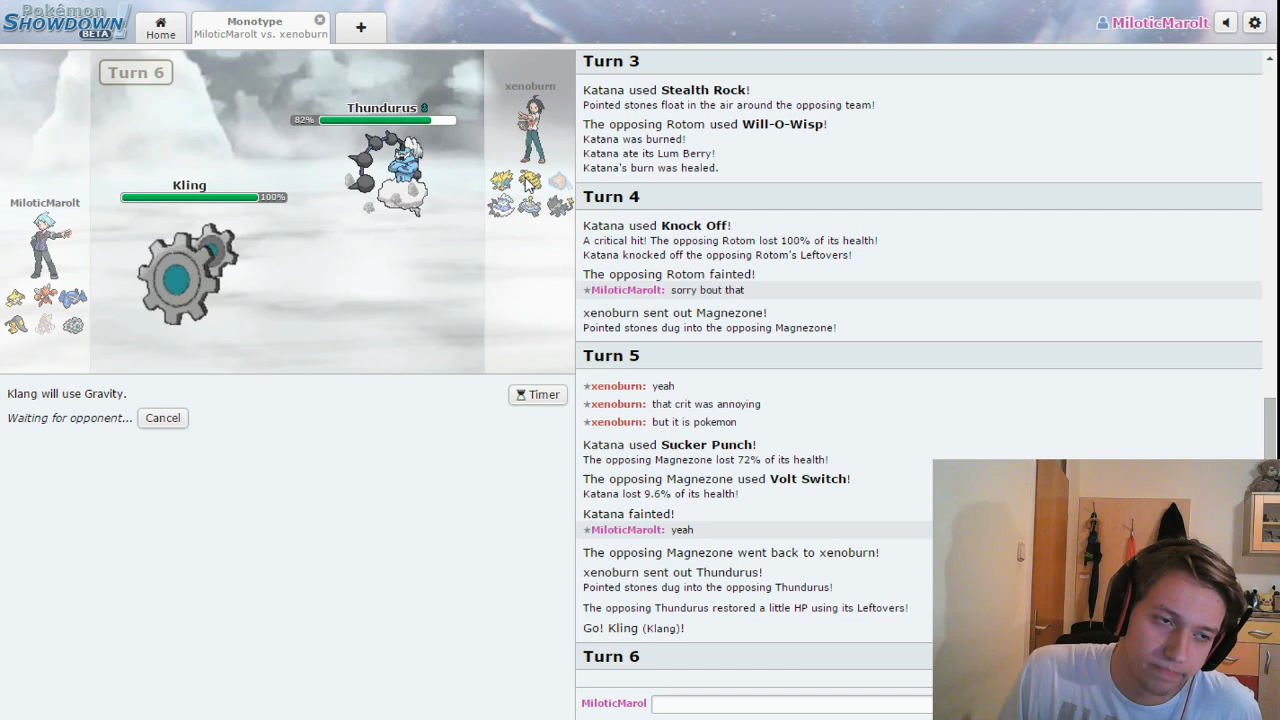 Pokémon
SHOWDOWN!
BETA
Home
Monotype
MiloticMarolt vs. xenoburn
+
MiloticMarolt
Turn 6
xenoburn
Thundurus
82%
Kling
100%
MiloticMarolt
Klang will use Gravity.
Timer
Waiting for opponent...
Cancel
Turn 3
Katana used Stealth Rock!
Pointed stones float in the air around the opposing team!
The opposing Rotom used Will-O-Wisp!
Katana was burned!
Katana ate its Lum Berry!
Katana's burn was healed.
Turn 4
Katana used Knock Off!
A critical hit! The opposing Rotom lost 100% of its health!
Katana knocked off the opposing Rotom's Leftovers!
The opposing Rotom fainted!
★MiloticMarolt: sorry bout that
xenoburn sent out Magnezone!
Pointed stones dug into the opposing Magnezone!
Turn 5
★xenoburn: yeah
★xenoburn: that crit was annoying
★xenoburn: but it is pokemon
Katana used Sucker Punch!
The opposing Magnezone lost 72% of its health!
The opposing Magnezone used Volt Switch!
Katana lost 9.6% of its health!
Katana fainted!
★MiloticMarolt: yeah
The opposing Magnezone went back to xenoburn!
xenoburn sent out Thundurus!
Pointed stones dug into the opposing Thundurus!
The opposing Thundurus restored a little HP using its Leftovers!
Go! Kling (Klang)!
Turn 6
MiloticMarol